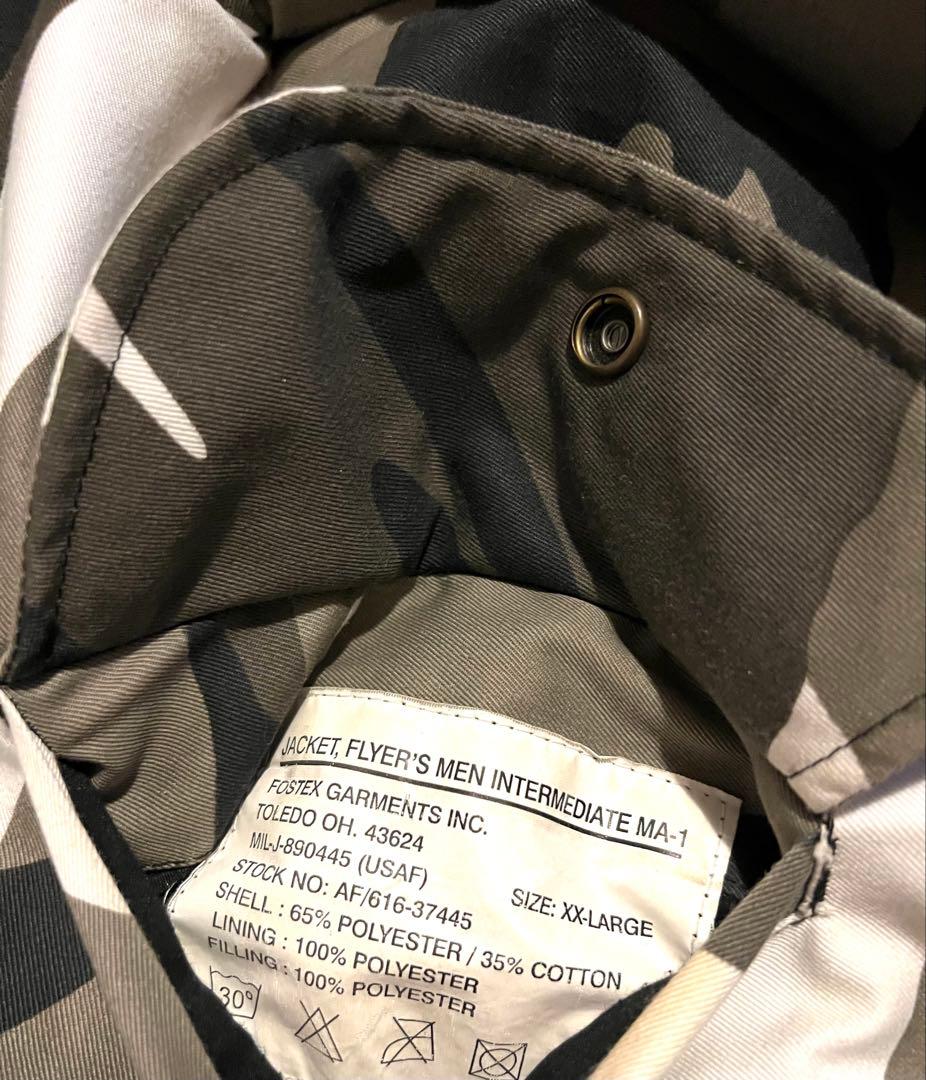 JACKET, FLYER'S MEN INTERMEDIATE MA-1
FOSTEX GARMENTS INC.
TOLEDO OH. 43624
MIL-J-890445 (USAF)
STOCK NO: AF/616-37445
SIZE: XX-LARGE
SHELL : 65% POLYESTER / 35% COTTON
LINING : 100% POLYESTER
FILLING : 100% POLYESTER
30°